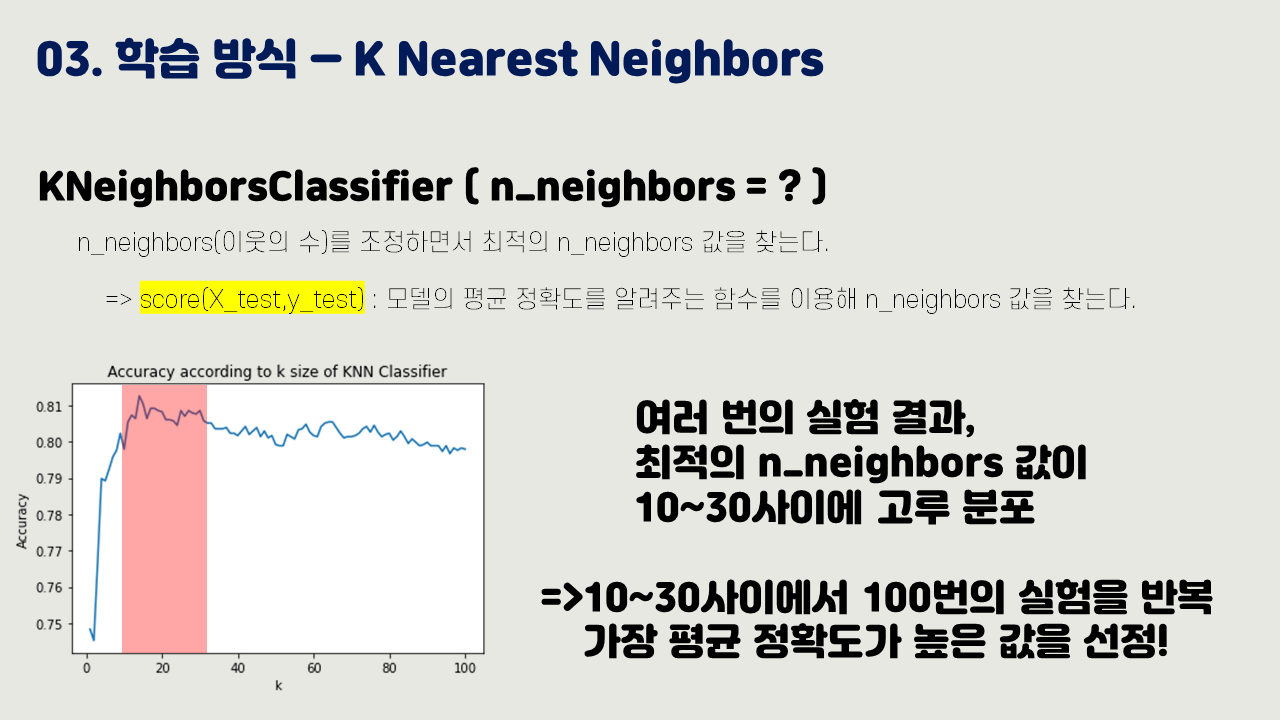 03. 학습 방식 – K Nearest Neighbors
KNeighborsClassifier ( n_neighbors = ? )
n_neighbors(이웃의 수)를 조정하면서 최적의 n_neighbors 값을 찾는다.
=> score(X_test,y_test) : 모델의 평균 정확도를 알려주는 함수를 이용해 n_neighbors 값을 찾는다.
Accuracy according to k size of KNN Classifier
0.81
0.80
0.79
0.78
0.77
0.76
0.75
Accuracy
0 20 40 60 80 100
k
여러 번의 실험 결과,
최적의 n_neighbors 값이
10~30사이에 고루 분포
=>10~30사이에서 100번의 실험을 반복
가장 평균 정확도가 높은 값을 선정!